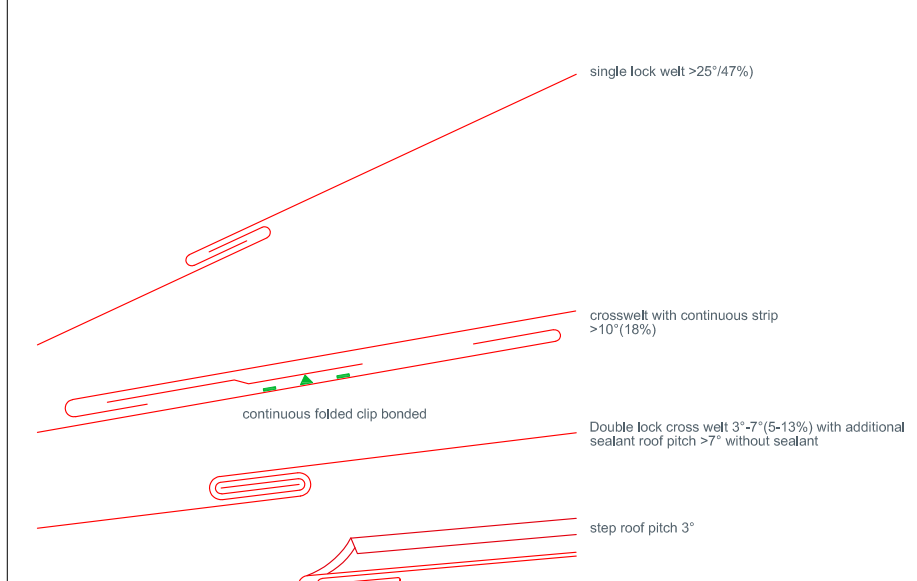 single lock welt >25°/47%)
crosswelt with continuous strip
>10°(18%)
continuous folded clip bonded
Double lock cross welt 3°-7°(5-13%) with additional
sealant roof pitch >7° without sealant
step roof pitch 3°